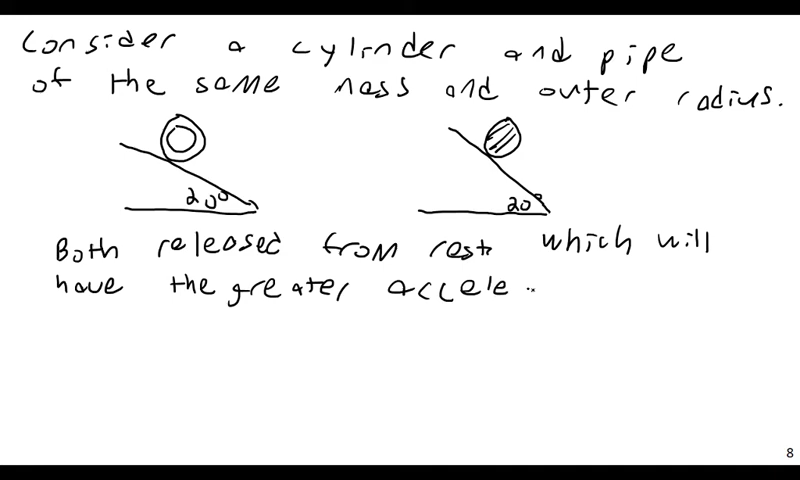 Consider a cylinder and pipe
of the same mass and outer radius.
20° 20°
Both released from rest which will
have the greater accele
8